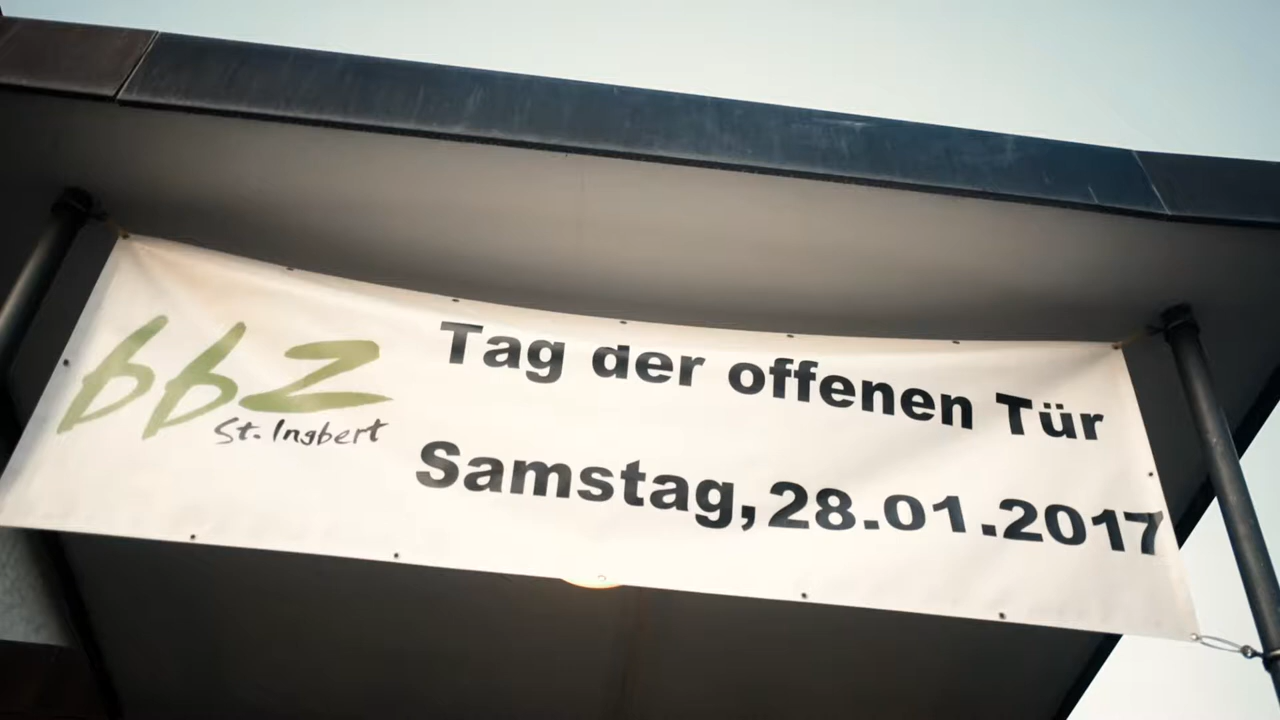 bbz
St. Ingbert
Tag der offenen Tür
Samstag, 28.01.2017